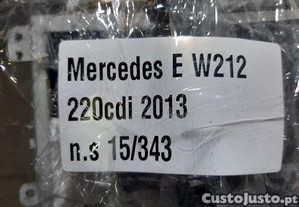 Mercedes E W212
220cdi 2013
n.s 15/343
CustoJusto.pt